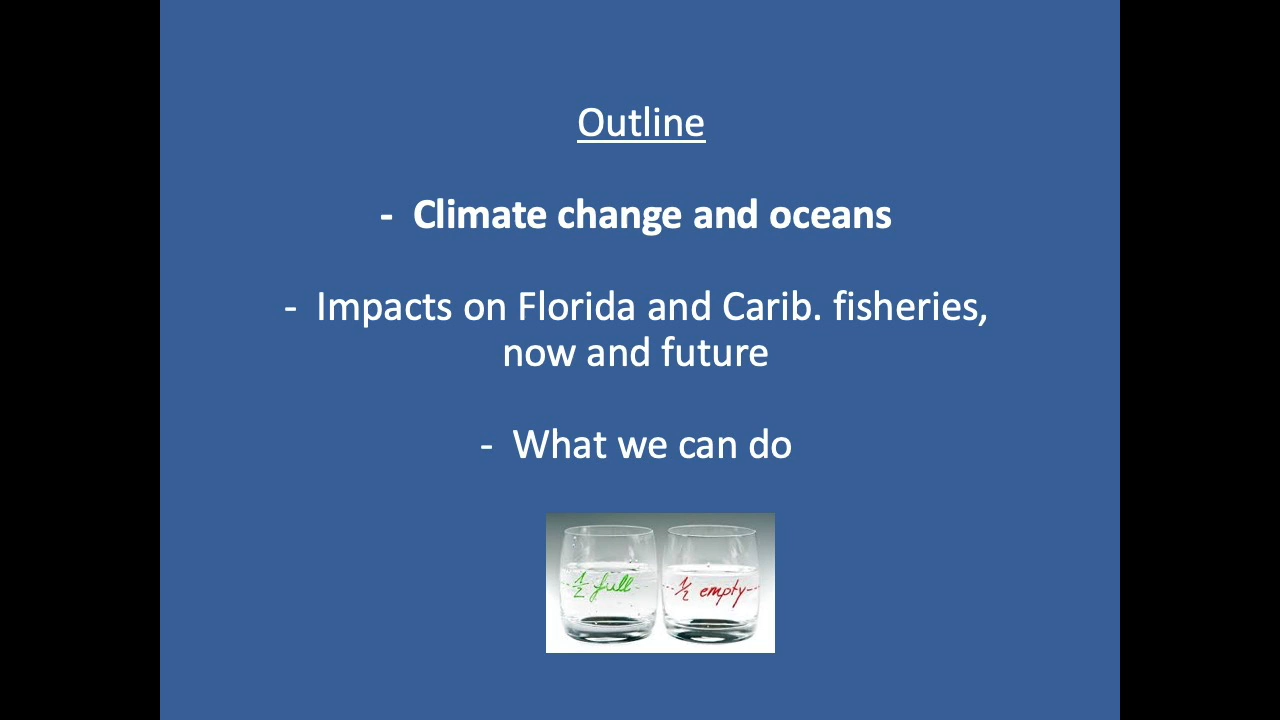 Outline
- Climate change and oceans
- Impacts on Florida and Carib. fisheries,
now and future
- What we can do
½ full
½ empty